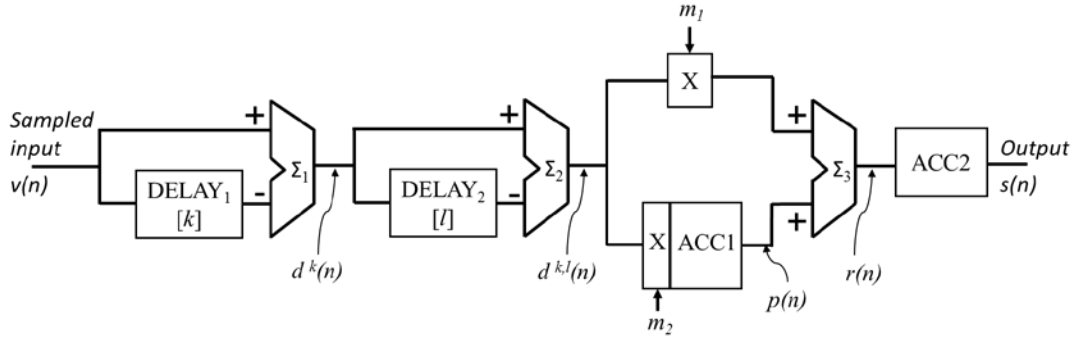 Sampled
input
v(n)
+
-
DELAY₁
[k]
Σ₁
d ᵏ(n)
+
-
DELAY₂
[l]
Σ₂
d ᵏ,ˡ(n)
m₁
X
X ACC1
m₂
p(n)
+
+
Σ₃
r(n)
ACC2
Output
s(n)